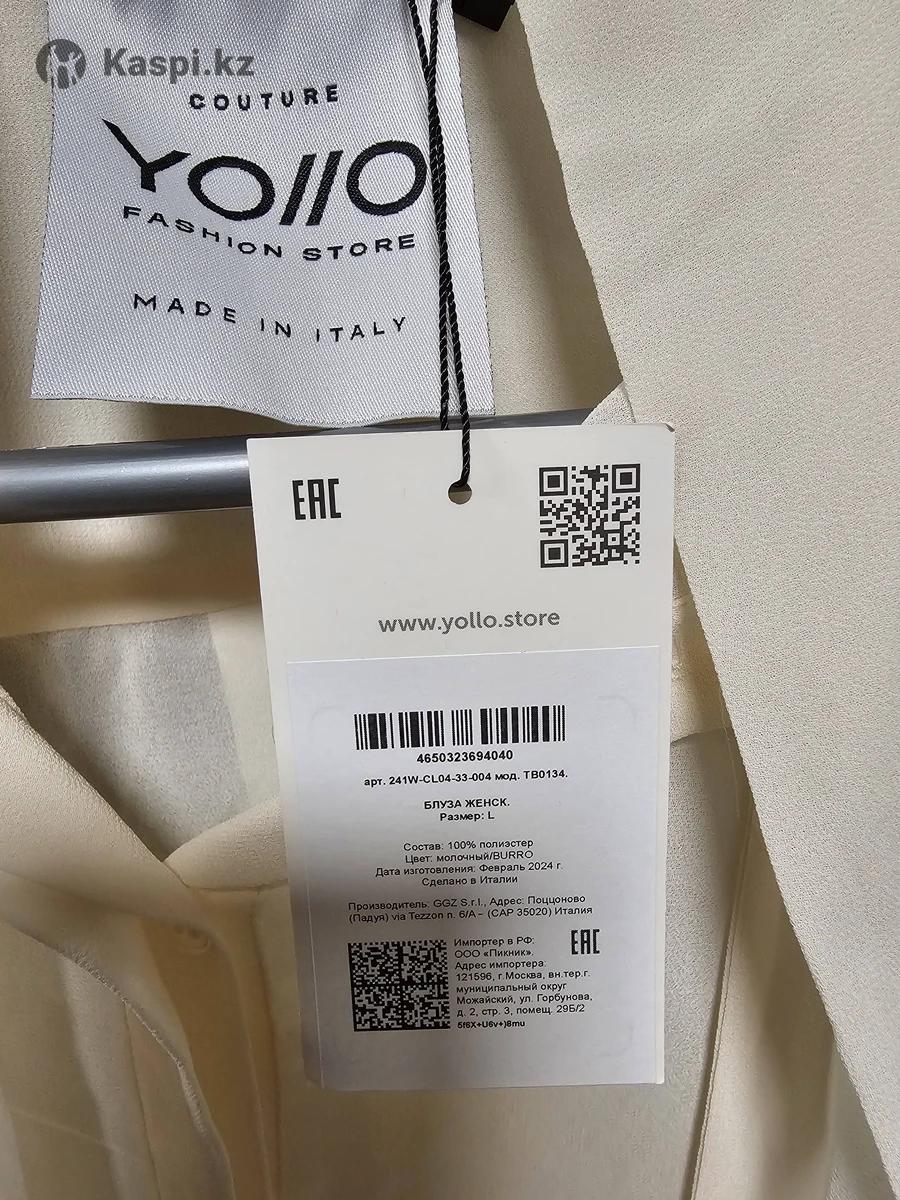 Kaspi.kz
COUTURE
YOllO
FASHION STORE
MADE IN ITALY
EAC
www.yollo.store
4650323694040
арт. 241W-CL04-33-004 мод. TB0134.
БЛУЗА ЖЕНСК.
Размер: L
Состав: 100% полиэстер
Цвет: молочный/BURRO
Дата изготовления: Февраль 2024 г.
Сделано в Италии
Производитель: GGZ S.r.l., Адрес: Поццоново
(Падуя) via Tezzon n. 6/A – (CAP 35020) Италия
Импортер в РФ:
ООО «Пикник».
EAC
Адрес импортера:
121596, г.Москва, вн.тер.г.
муниципальный округ
Можайский, ул. Горбунова,
д. 2, стр. 3, помещ. 29Б/2
5f6X+U6v+)8mu